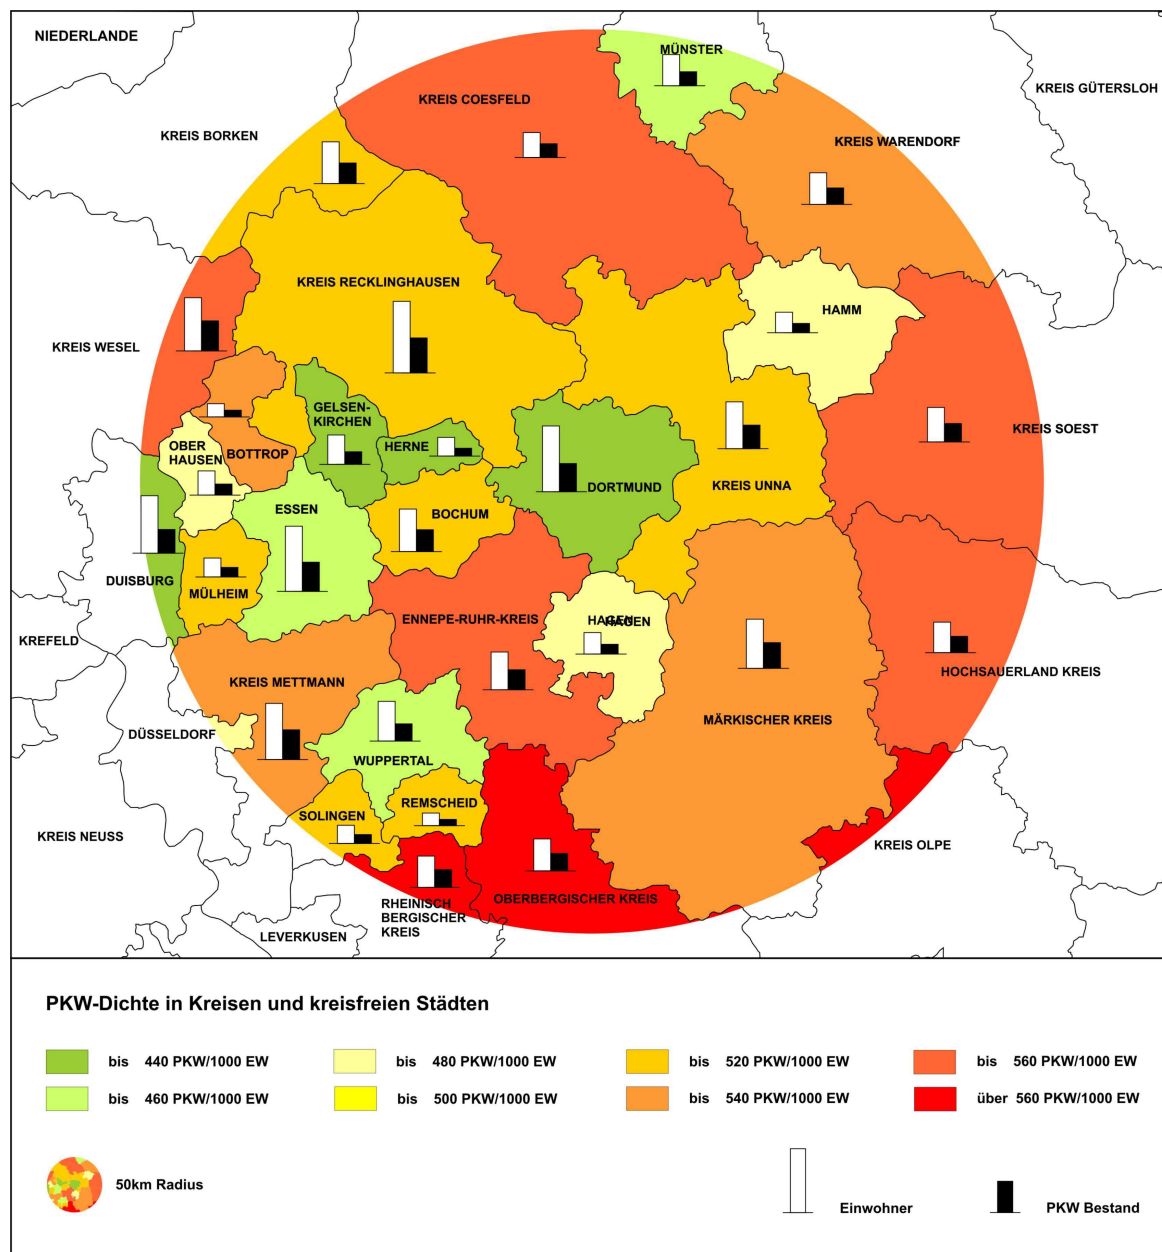 NIEDERLANDE
MÜNSTER
KREIS GÜTERSLOH
KREIS COESFELD
KREIS BORKEN
KREIS WARENDORF
KREIS RECKLINGHAUSEN
HAMM
KREIS WESEL
GELSEN-
KIRCHEN
KREIS SOEST
OBER
HAUSEN
HERNE
BOTTROP
DORTMUND
KREIS UNNA
ESSEN
BOCHUM
DUISBURG
MÜLHEIM
KREFELD
ENNEPE-RUHR-KREIS
HAGEN
HAGEN
HOCHSAUERLAND KREIS
KREIS METTMANN
MÄRKISCHER KREIS
DÜSSELDORF
WUPPERTAL
REMSCHEID
SOLINGEN
KREIS NEUSS
KREIS OLPE
OBERBERGISCHER KREIS
RHEINISCH
BERGISCHER
KREIS
LEVERKUSEN
PKW-Dichte in Kreisen und kreisfreien Städten
bis 440 PKW/1000 EW
bis 480 PKW/1000 EW
bis 520 PKW/1000 EW
bis 560 PKW/1000 EW
bis 460 PKW/1000 EW
bis 500 PKW/1000 EW
bis 540 PKW/1000 EW
über 560 PKW/1000 EW
50km Radius
Einwohner
PKW Bestand